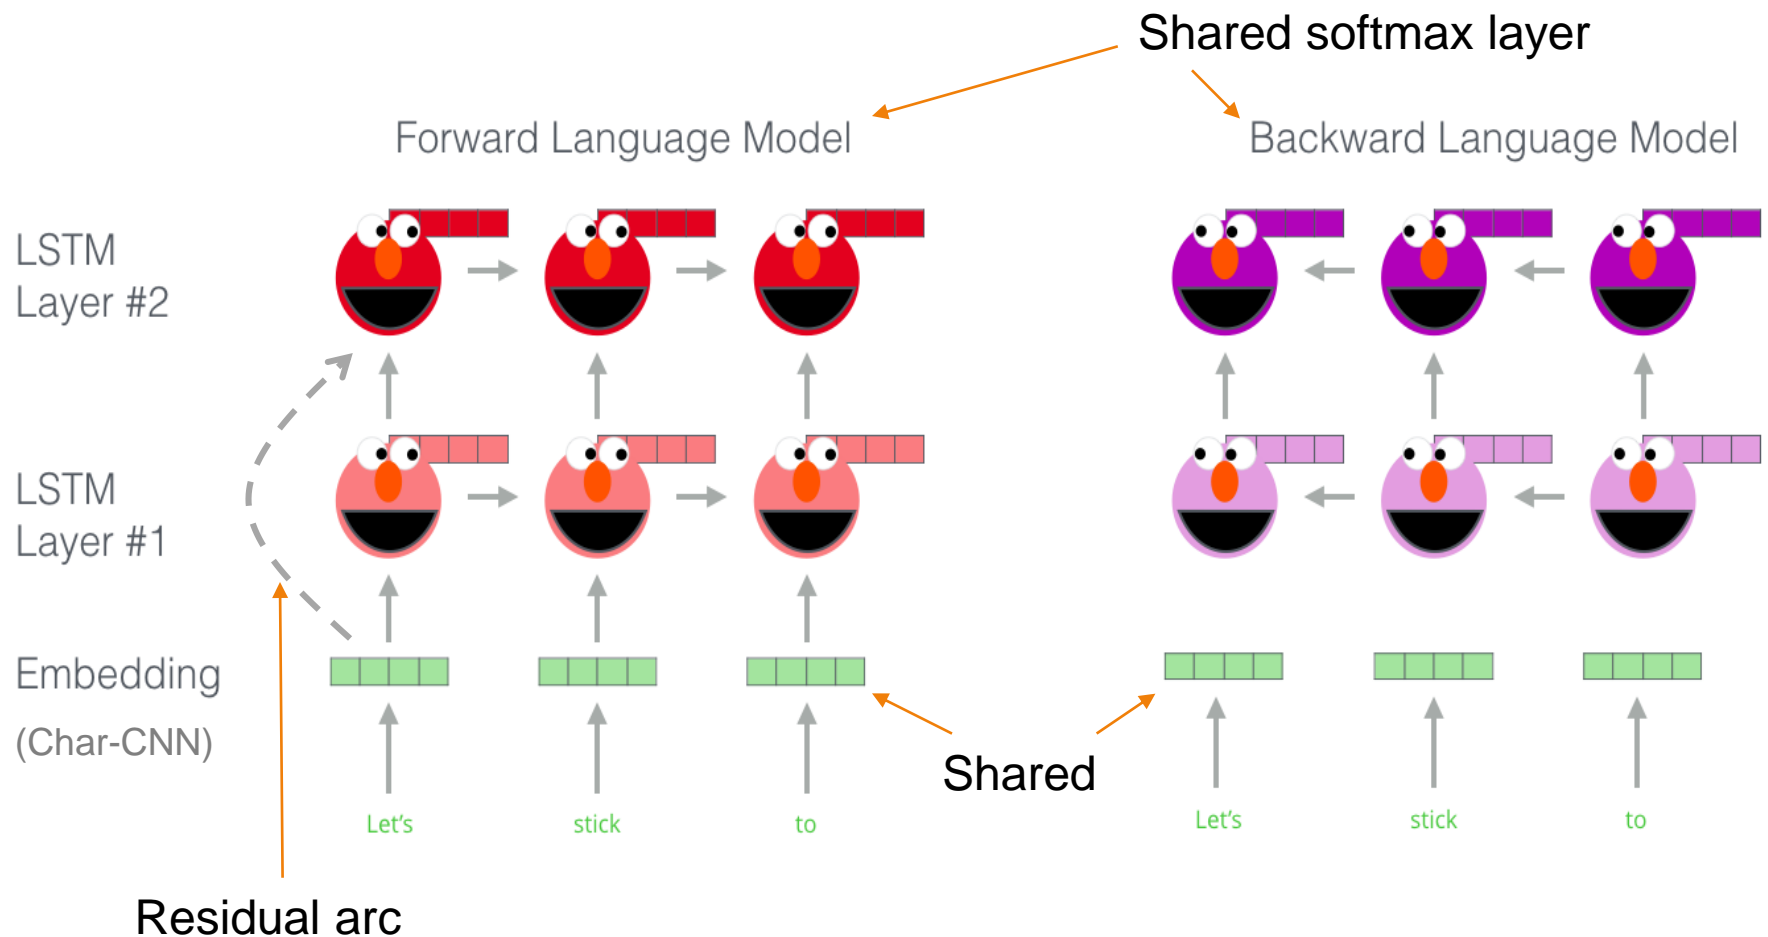 Shared softmax layer
Forward Language Model
Backward Language Model
LSTM
Layer #2
LSTM
Layer #1
Embedding
(Char-CNN)
Shared
Let's
stick
to
Let's
stick
to
Residual arc